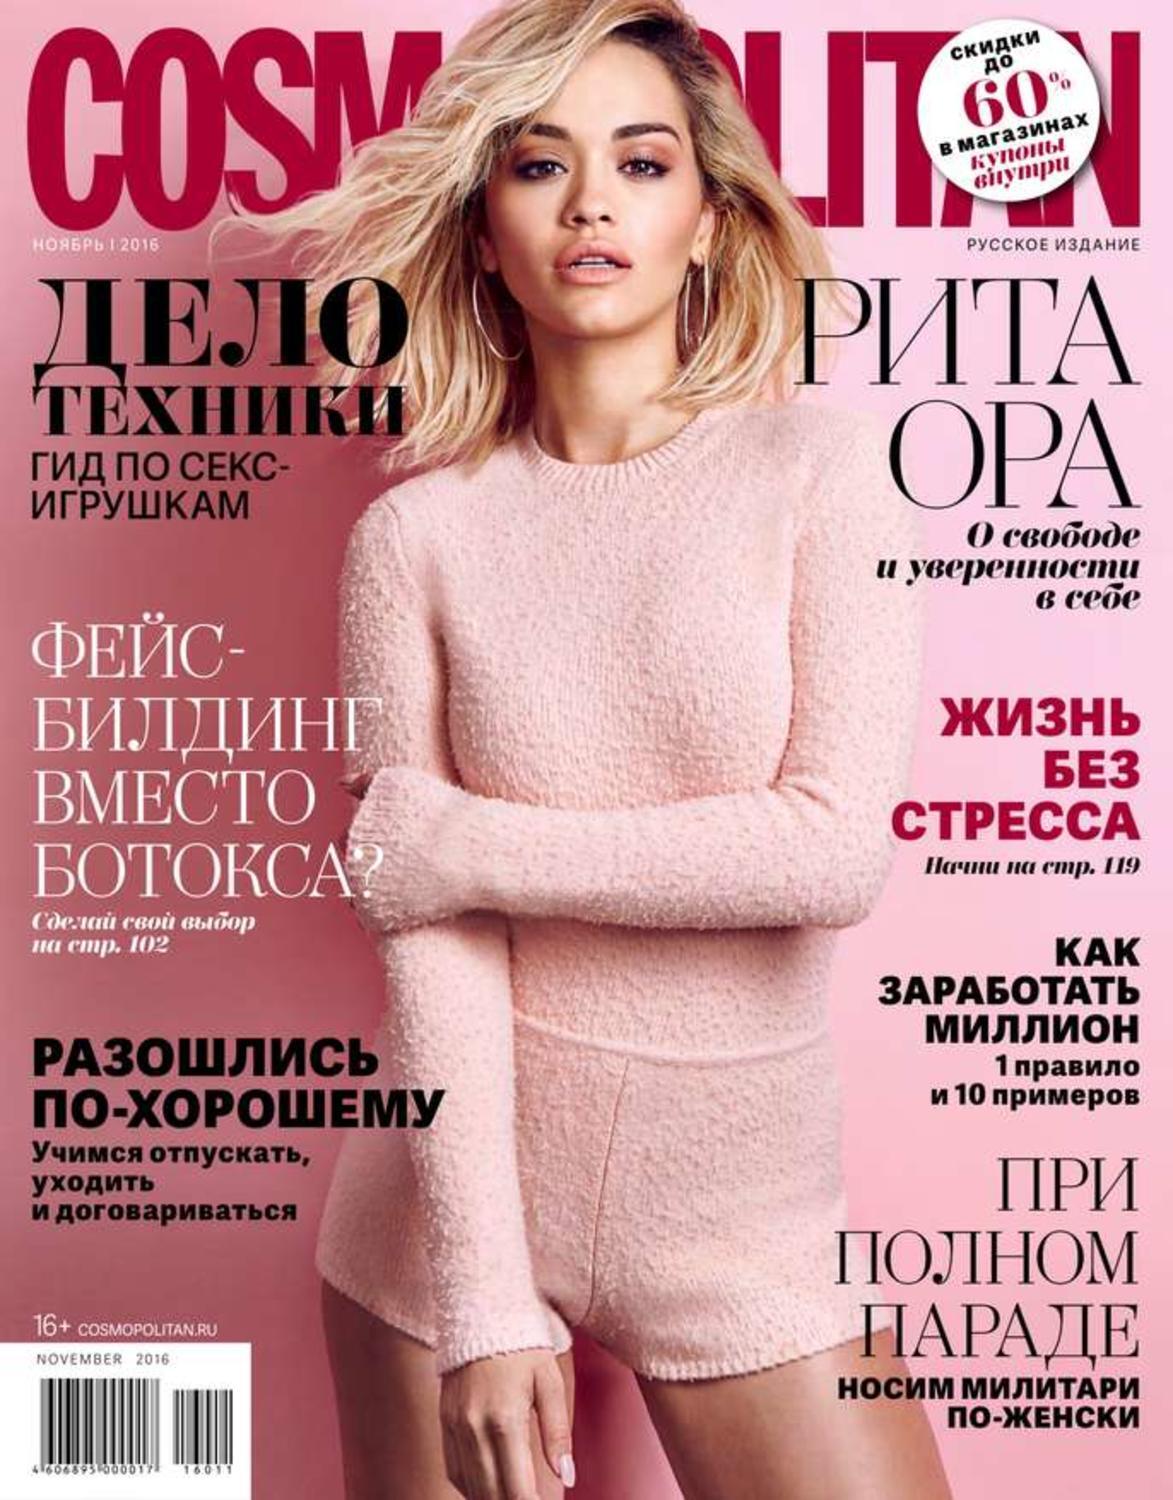 COSMOPOLITAN
СКИДКИ
ДО
60%
В МАГАЗИНАХ
купоны
внутри
НОЯБРЬ | 2016
РУССКОЕ ИЗДАНИЕ
ДЕЛО
ТЕХНИКИ
ГИД ПО СЕКС-
ИГРУШКАМ
РИТА
ОРА
О свободе
и уверенности
в себе
ФЕЙС-
БИЛДИНГ
ВМЕСТО
БОТОКСА?
Сделай свой выбор
на стр. 102
ЖИЗНЬ
БЕЗ
СТРЕССА
Начни на стр. 119
КАК
ЗАРАБОТАТЬ
МИЛЛИОН
1 правило
и 10 примеров
РАЗОШЛИСЬ
ПО-ХОРОШЕМУ
Учимся отпускать,
уходить
и договариваться
ПРИ
ПОЛНОМ
ПАРАДЕ
НОСИМ МИЛИТАРИ
ПО-ЖЕНСКИ
16+ COSMOPOLITAN.RU
NOVEMBER 2016
4 606895 000017
16011